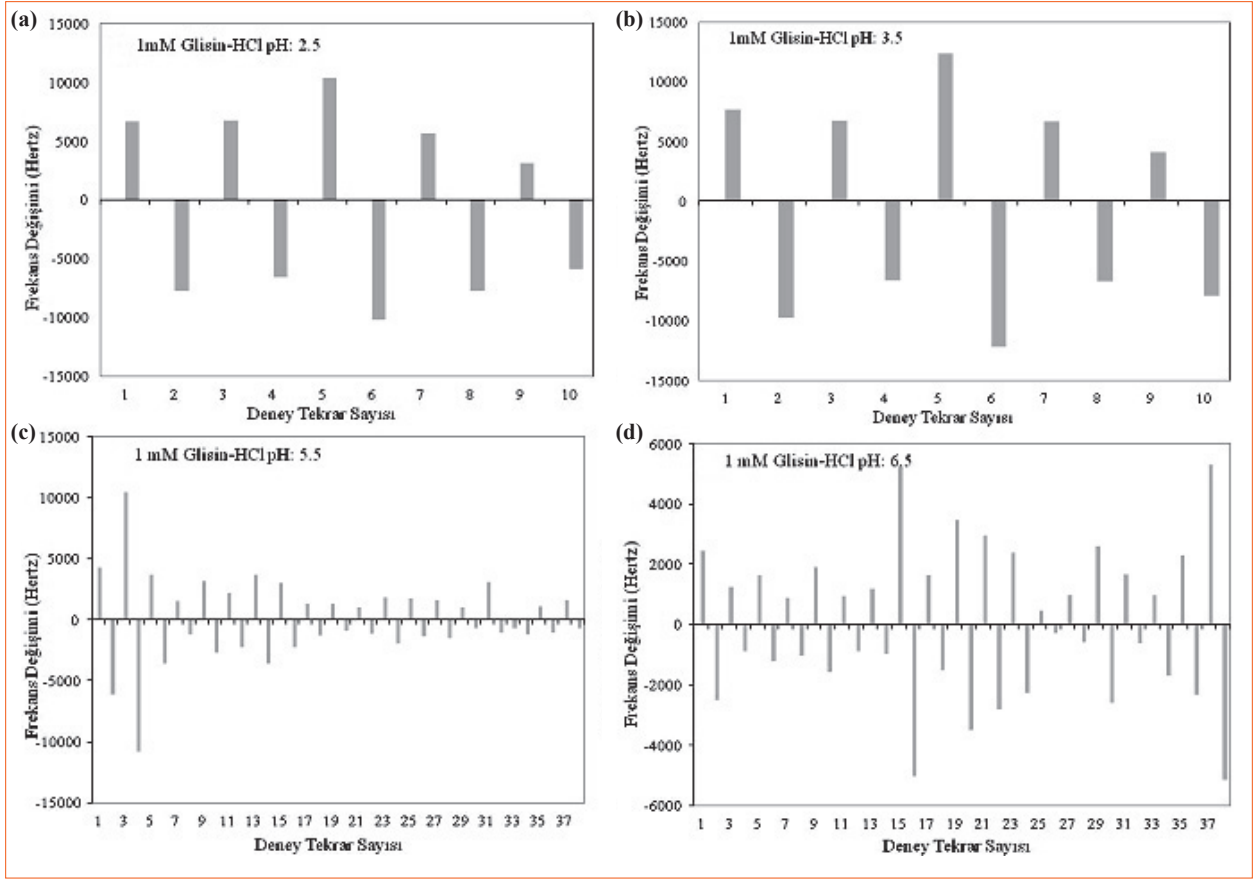 (a)
1mM Glisin-HCl pH: 2.5
Frekans Değişimi (Hertz)
15000
10000
5000
0
-5000
-10000
-15000
1 2 3 4 5 6 7 8 9 10
Deney Tekrar Sayısı
(b)
1mM Glisin-HCl pH: 3.5
Frekans Değişimi (Hertz)
15000
10000
5000
0
-5000
-10000
-15000
1 2 3 4 5 6 7 8 9 10
Deney Tekrar Sayısı
(c)
1 mM Glisin-HCl pH: 5.5
Frekans Değişimi (Hertz)
15000
10000
5000
0
-5000
-10000
-15000
1 3 5 7 9 11 13 15 17 19 21 23 25 27 29 31 33 35 37
Deney Tekrar Sayısı
(d)
1 mM Glisin-HCl pH: 6.5
Frekans Değişimi (Hertz)
6000
4000
2000
0
-2000
-4000
-6000
1 3 5 7 9 11 13 15 17 19 21 23 25 27 29 31 33 35 37
Deney Tekrar Sayısı